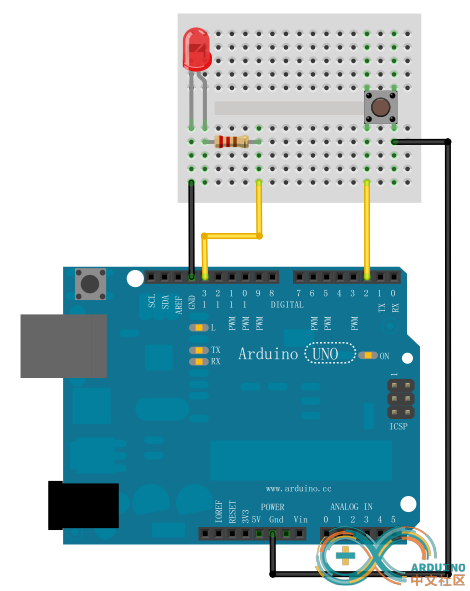 SCL SDA AREF GND 13 12 11 10 9 8 7 6 5 4 3 2 1 0
DIGITAL
PWM PWM PWM PWM PWM PWM TX RX
L
TX
RX
Arduino UNO
ON
1
ICSP
www.arduino.cc
POWER
ANALOG IN
IOREF RESET 3V3 5V Gnd Vin 0 1 2 3 4 5
ARDUINO
中文社区